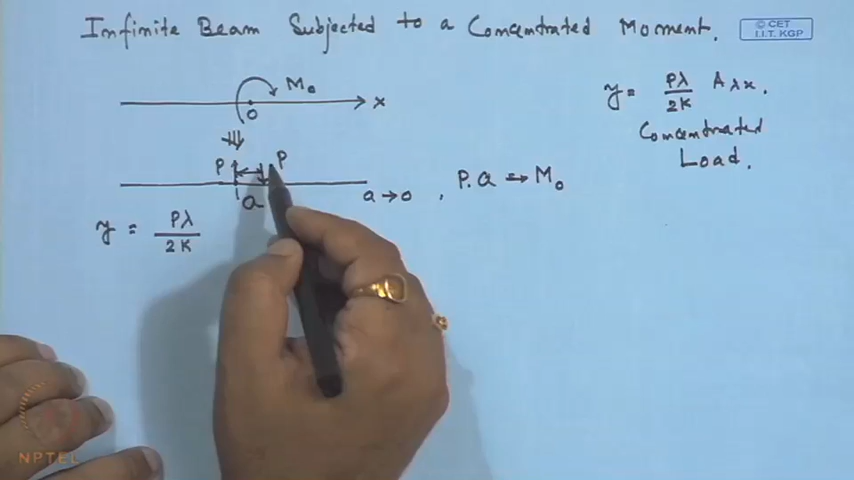 Infinite Beam Subjected to a Concentrated Moment.
© CET
I.I.T. KGP
M₀
x
0
P P
a
a → 0 , P.a → M₀
y = Pλ / 2K
y = Pλ / 2K Aλx.
Concentrated
Load.
NPTEL